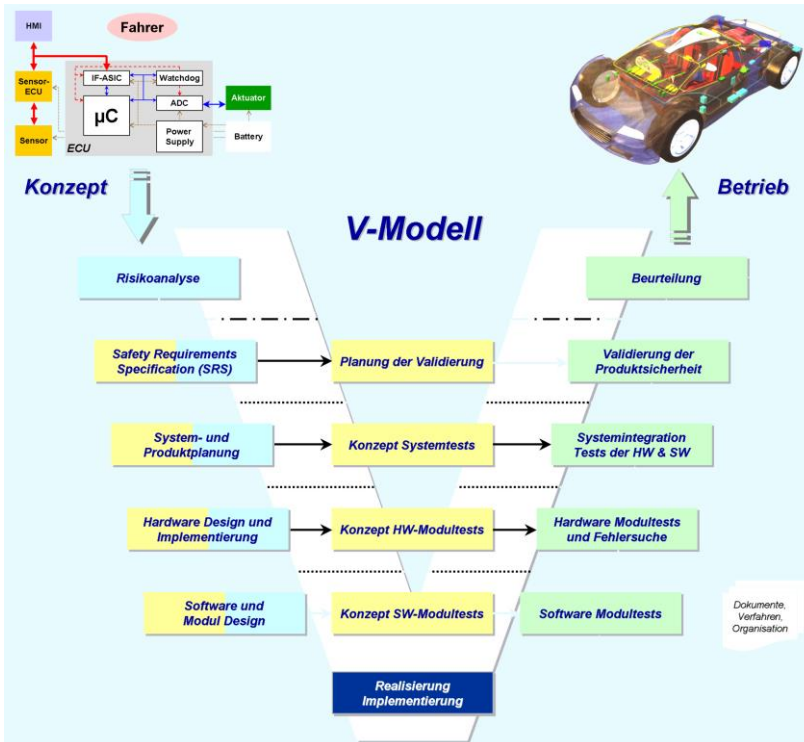 HMI
Fahrer
IF-ASIC
Watchdog
Sensor-
ECU
µC
ADC
Aktuator
Sensor
Power
Supply
Battery
ECU
Konzept
Betrieb
V-Modell
Risikoanalyse
Beurteilung
Safety Requirements
Specification (SRS)
Planung der Validierung
Validierung der
Produktsicherheit
System- und
Produktplanung
Konzept Systemtests
Systemintegration
Tests der HW & SW
Hardware Design und
Implementierung
Konzept HW-Modultests
Hardware Modultests
und Fehlersuche
Software und
Modul Design
Konzept SW-Modultests
Software Modultests
Dokumente,
Verfahren,
Organisation
Realisierung
Implementierung